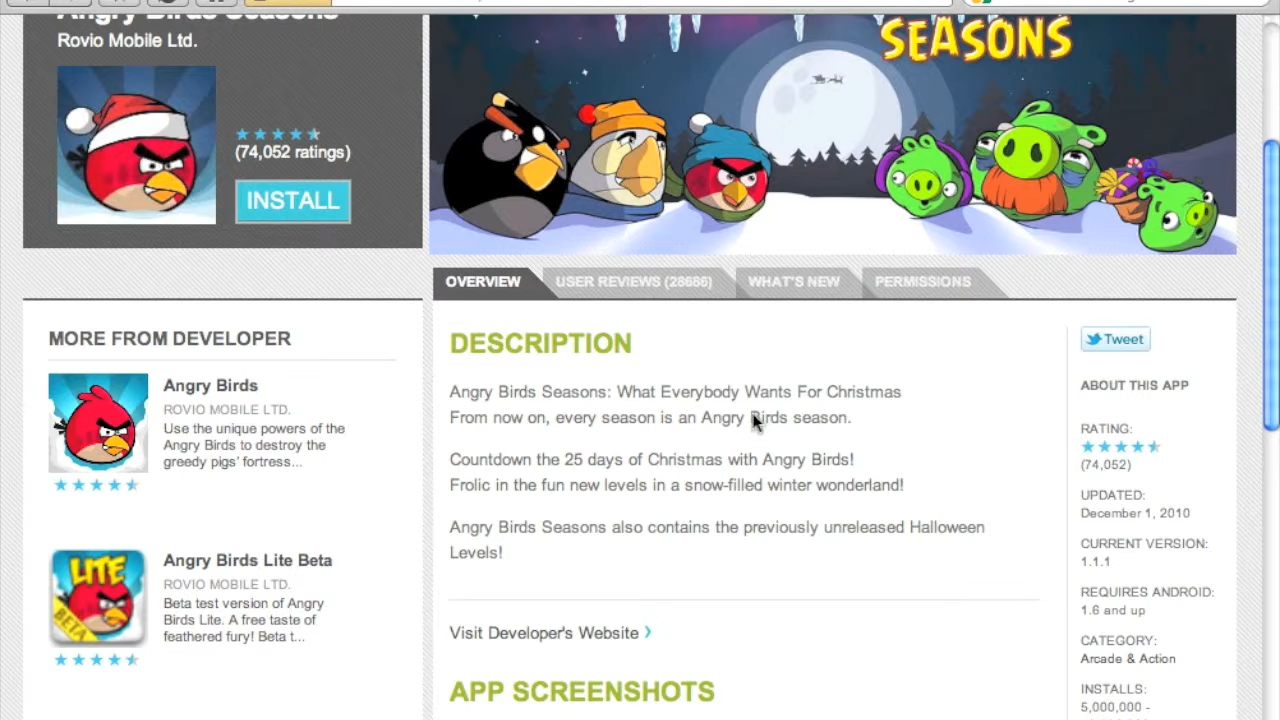 Angry Birds Seasons
Rovio Mobile Ltd.
(74,052 ratings)
INSTALL
SEASONS
OVERVIEW
USER REVIEWS (28686)
WHAT'S NEW
PERMISSIONS
MORE FROM DEVELOPER
Angry Birds
ROVIO MOBILE LTD.
Use the unique powers of the
Angry Birds to destroy the
greedy pigs' fortress...
LITE
BETA
Angry Birds Lite Beta
ROVIO MOBILE LTD.
Beta test version of Angry
Birds Lite. A free taste of
feathered fury! Beta t...
DESCRIPTION
Angry Birds Seasons: What Everybody Wants For Christmas
From now on, every season is an Angry Birds season.
Countdown the 25 days of Christmas with Angry Birds!
Frolic in the fun new levels in a snow-filled winter wonderland!
Angry Birds Seasons also contains the previously unreleased Halloween
Levels!
Visit Developer's Website ›
APP SCREENSHOTS
Tweet
ABOUT THIS APP
RATING:
(74,052)
UPDATED:
December 1, 2010
CURRENT VERSION:
1.1.1
REQUIRES ANDROID:
1.6 and up
CATEGORY:
Arcade & Action
INSTALLS:
5,000,000 -